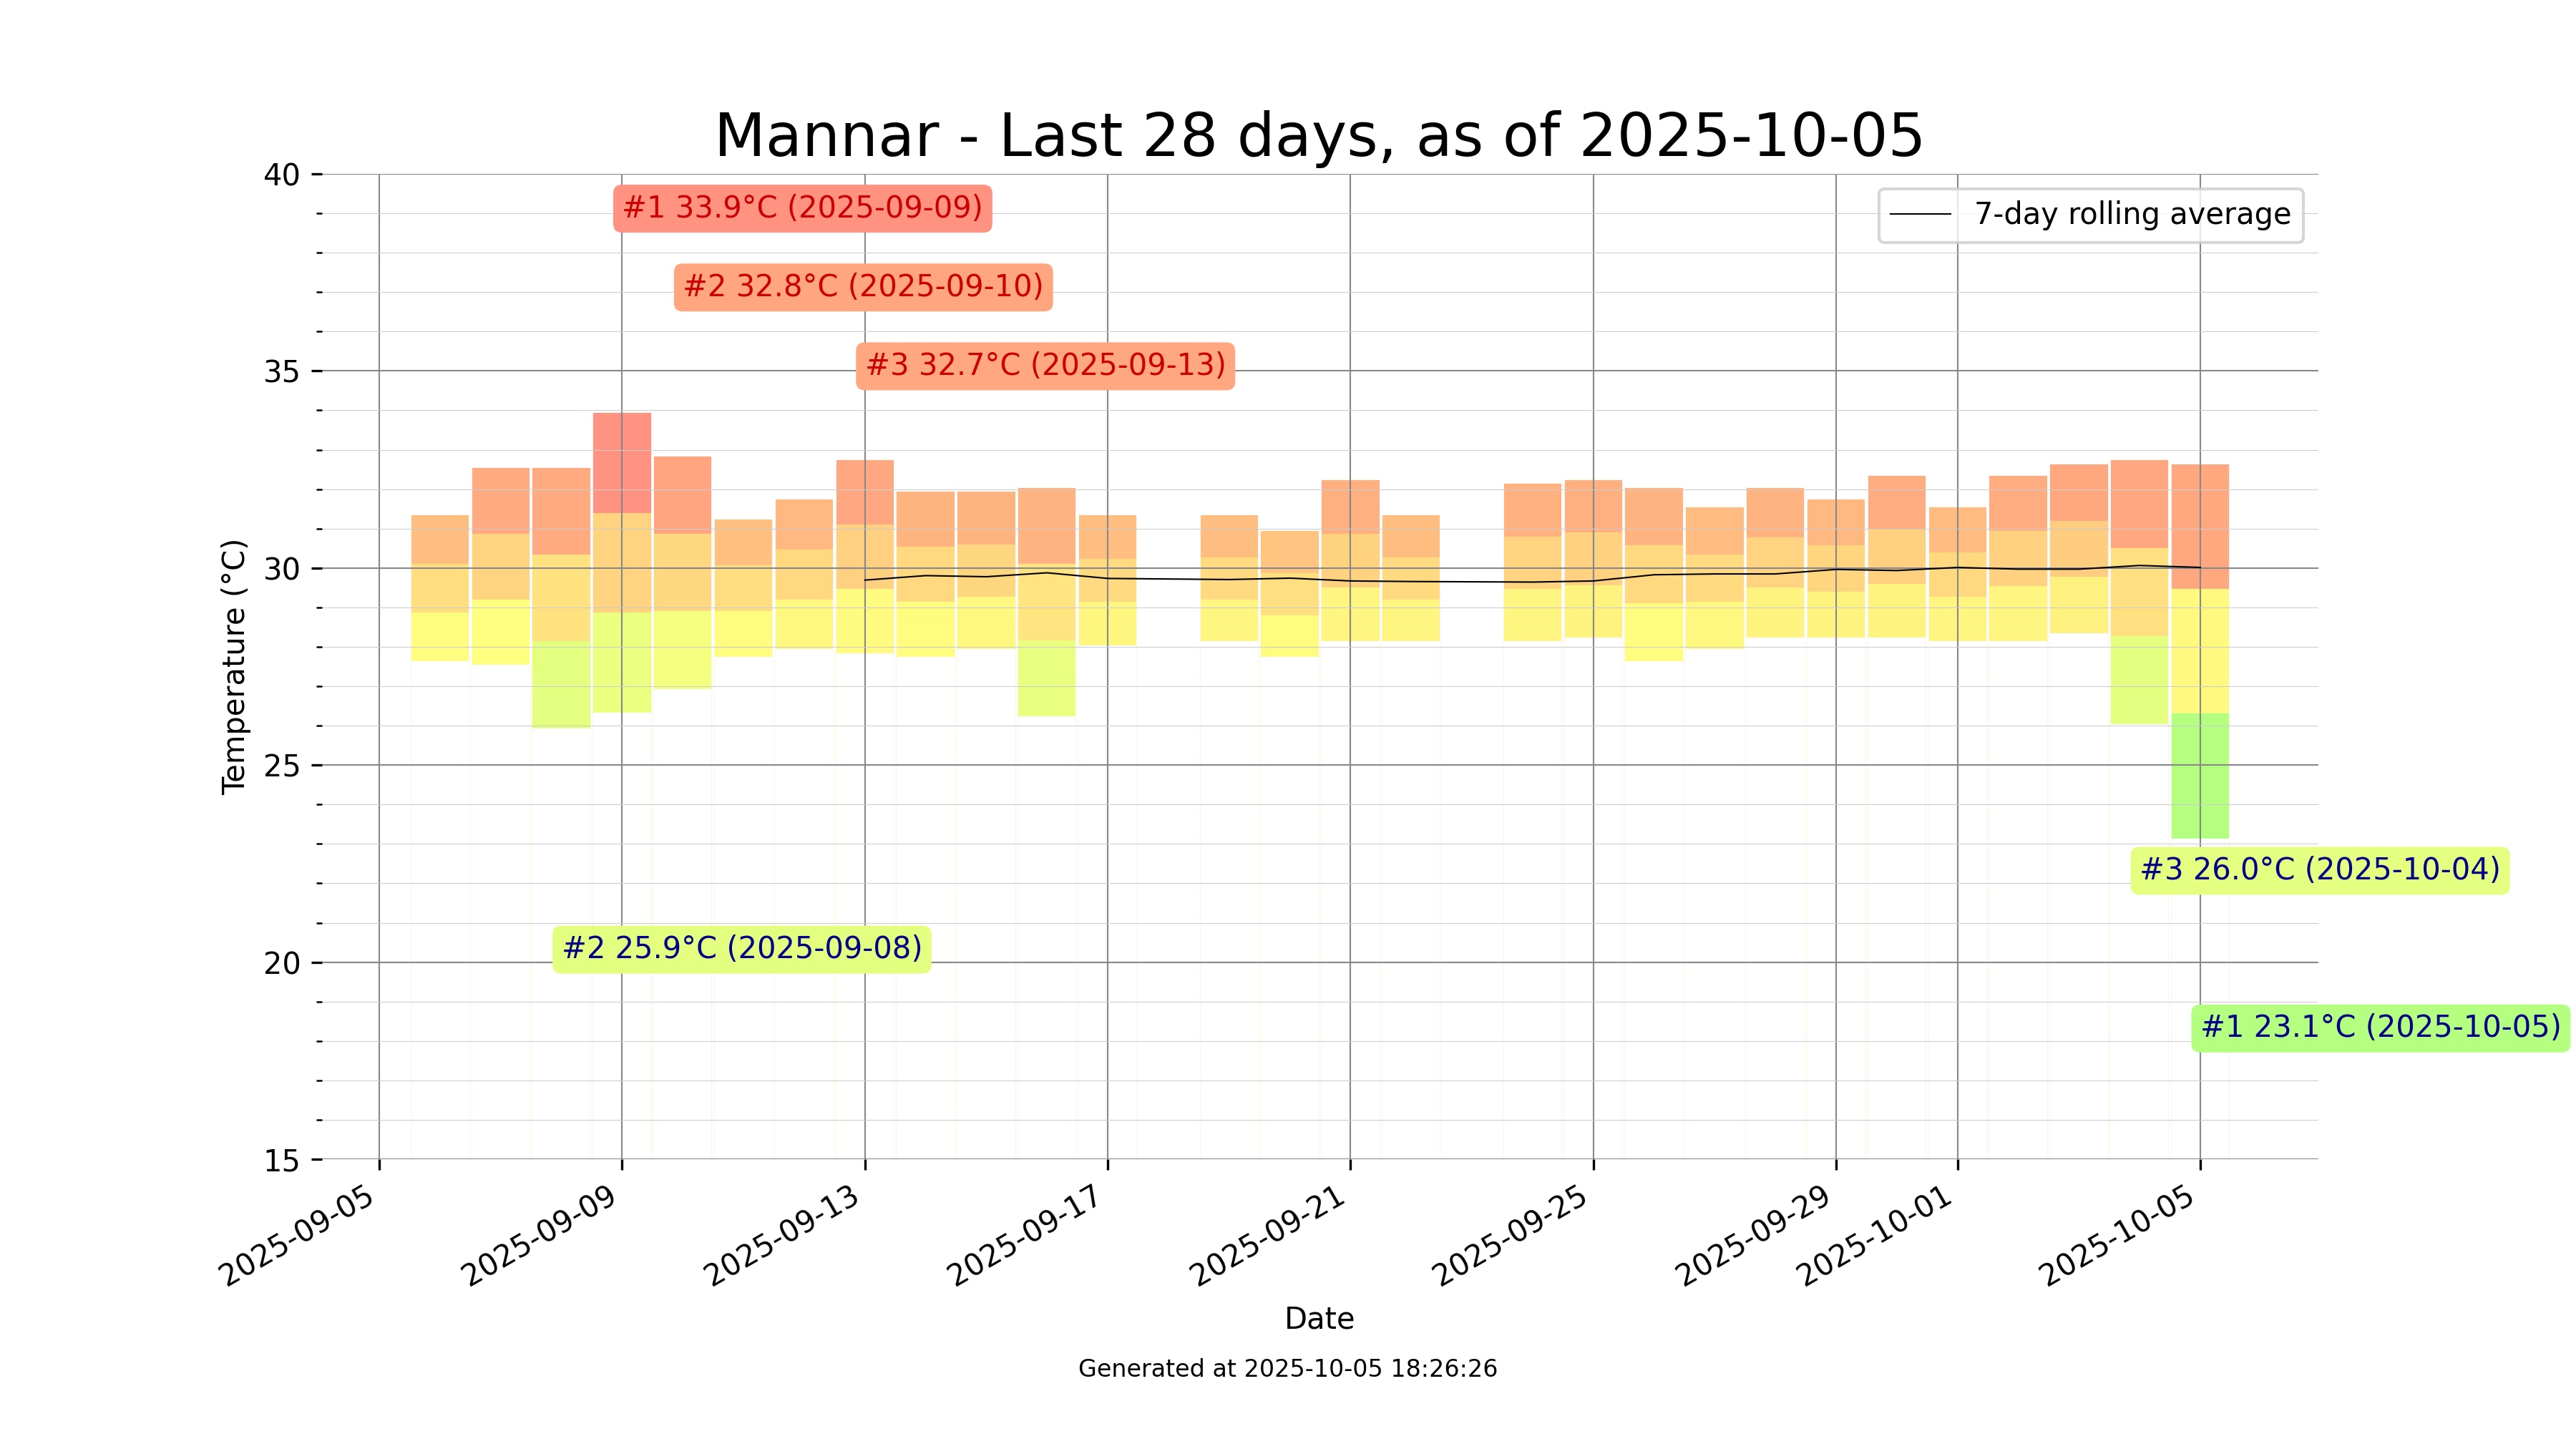 Mannar - Last 28 days, as of 2025-10-05
#1 33.9°C (2025-09-09)
7-day rolling average
#2 32.8°C (2025-09-10)
#3 32.7°C (2025-09-13)
40
35
30
25
20
15
Temperature (°C)
#3 26.0°C (2025-10-04)
#2 25.9°C (2025-09-08)
#1 23.1°C (2025-10-05)
2025-09-05
2025-09-09
2025-09-13
2025-09-17
2025-09-21
2025-09-25
2025-09-29
2025-10-01
2025-10-05
Date
Generated at 2025-10-05 18:26:26